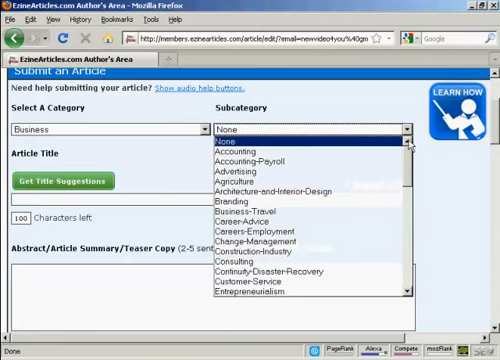 EzineArticles.com Author's Area - Mozilla Firefox
File Edit View History Bookmarks Tools Help
http://members.ezinearticles.com/article/edit/?email=newvideo4you%40gm
Google
EzineArticles.com Author's Area
Submit an Article
Need help submitting your article? Show audio help buttons.
LEARN HOW
Select A Category
Subcategory
Business
None
None
Accounting
Accounting-Payroll
Advertising
Agriculture
Architecture-and-Interior-Design
Branding
Business-Travel
Career-Advice
Careers-Employment
Change-Management
Construction-Industry
Consulting
Continuity-Disaster-Recovery
Customer-Service
Entrepreneurialism
Article Title
Get Title Suggestions
100 Characters left
Abstract/Article Summary/Teaser Copy (2-5 sent
Done
PageRank
Alexa
Compete
mozRank